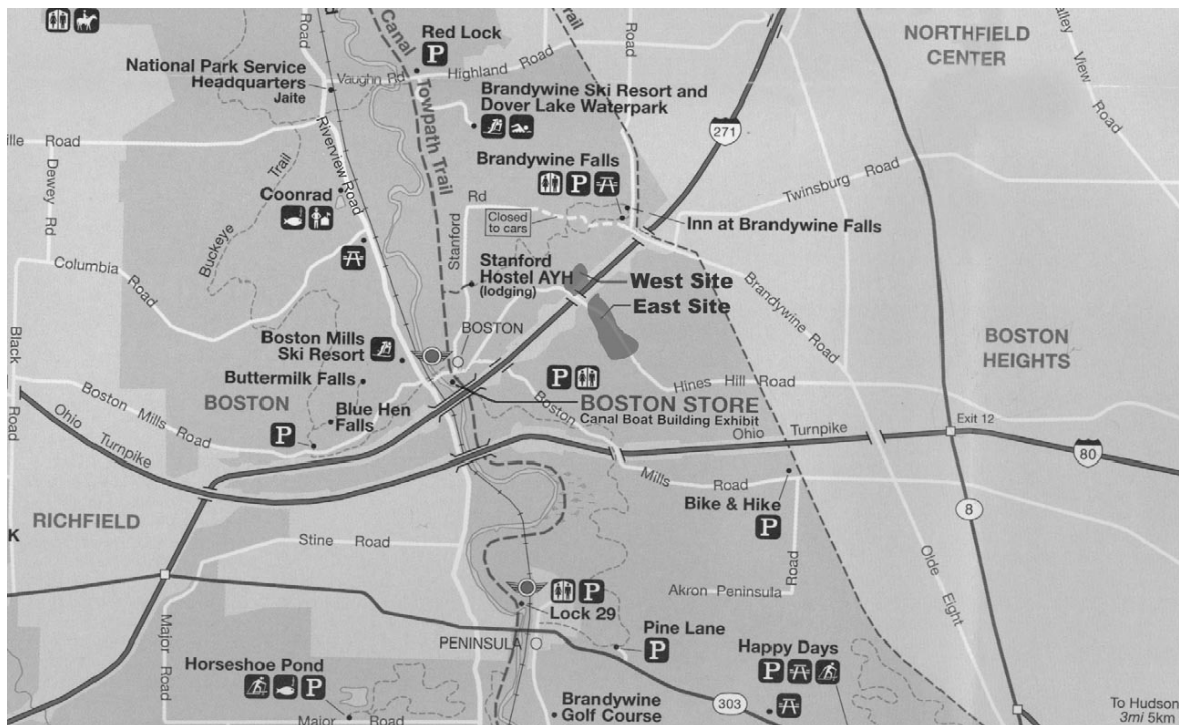 Red Lock
P
Road
Canal
Trail
Road
alley
View
Road
NORTHFIELD
CENTER
National Park Service
Headquarters
Jaite
Vaughn Rd
Highland Road
Brandywine Ski Resort and
Dover Lake Waterpark
271
ille Road
Dewey Rd
Trail
Riverview Road
Towpath Trail
Brandywine Falls
P
Twinsburg Road
Coonrad
Buckeye
Rd
Closed
to cars
Inn at Brandywine Falls
Stanford
Stanford
Hostel AYH
(lodging)
West Site
East Site
Columbia
Road
Brandywine Road
Black
Road
Boston Mills
Ski Resort
BOSTON
BOSTON
HEIGHTS
Buttermilk Falls
P
Hines Hill Road
BOSTON
Blue Hen
Falls
P
BOSTON STORE
Canal Boat Building Exhibit
Boston
Mills
Road
Boston Mills Road
Ohio
Turnpike
Ohio Turnpike
Exit 12
80
Bike & Hike
P
8
RICHFIELD
K
Stine Road
Road
Akron Peninsula
Olde Eight
P
Lock 29
PENINSULA
Pine Lane
P
Happy Days
P
Major Road
Horseshoe Pond
P
Major Road
Brandywine
Golf Course
303
To Hudson
3mi 5km